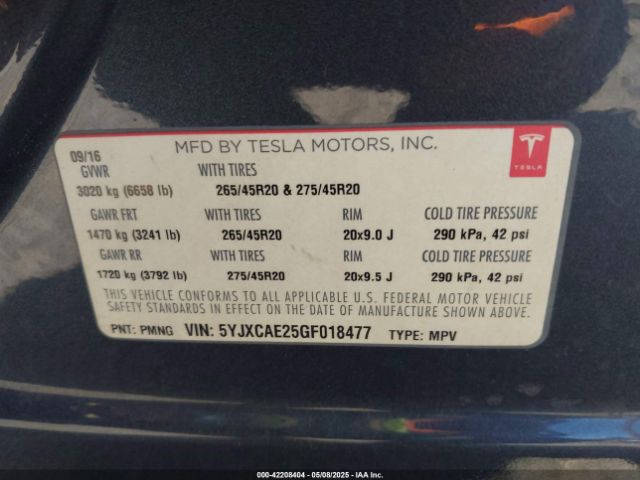 MFD BY TESLA MOTORS, INC.
TESLA
09/16
GVWR WITH TIRES
3020 kg (6658 lb) 265/45R20 & 275/45R20
GAWR FRT WITH TIRES RIM COLD TIRE PRESSURE
1470 kg (3241 lb) 265/45R20 20x9.0 J 290 kPa, 42 psi
GAWR RR WITH TIRES RIM COLD TIRE PRESSURE
1720 kg (3792 lb) 275/45R20 20x9.5 J 290 kPa, 42 psi
THIS VEHICLE CONFORMS TO ALL APPLICABLE U.S. FEDERAL MOTOR VEHICLE
SAFETY STANDARDS IN EFFECT ON THE DATE OF MANUFACTURE SHOWN ABOVE.
PNT: PMNG VIN: 5YJXCAE25GF018477 TYPE: MPV
000-42208404 | 05/08/2025 | IAA Inc.